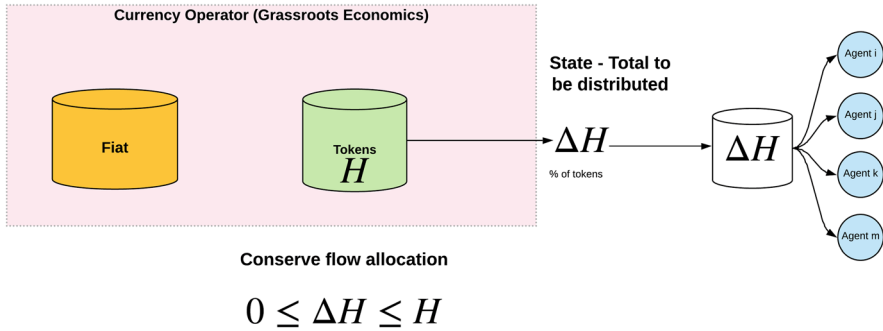 Currency Operator (Grassroots Economics)
Fiat
Tokens
H
State - Total to
be distributed
ΔH
% of tokens
ΔH
Agent i
Agent j
Agent k
Agent m
Conserve flow allocation
0 ≤ ΔH ≤ H